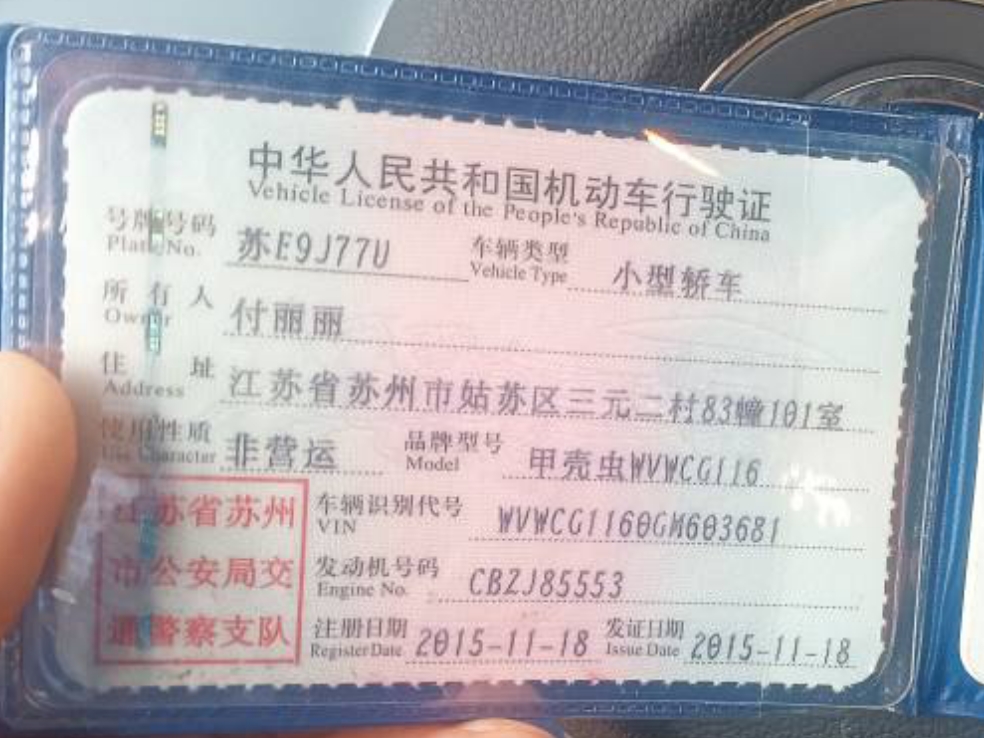 中华人民共和国机动车行驶证
Vehicle License of the People's Republic of China
号牌号码 苏E9J77U 车辆类型 小型轿车
Plate No. Vehicle Type
所有人 付丽丽
Owner
住址 江苏省苏州市姑苏区三元二村83幢101室
Address
使用性质 非营运 品牌型号 甲壳虫WVWCG116
Use Character Model
江苏省苏州 车辆识别代号 WVWCG1160GM603681
VIN
市公安局交 发动机号码 CBZJ85553
Engine No.
通警察支队 注册日期 2015-11-18 发证日期 2015-11-18
Register Date Issue Date